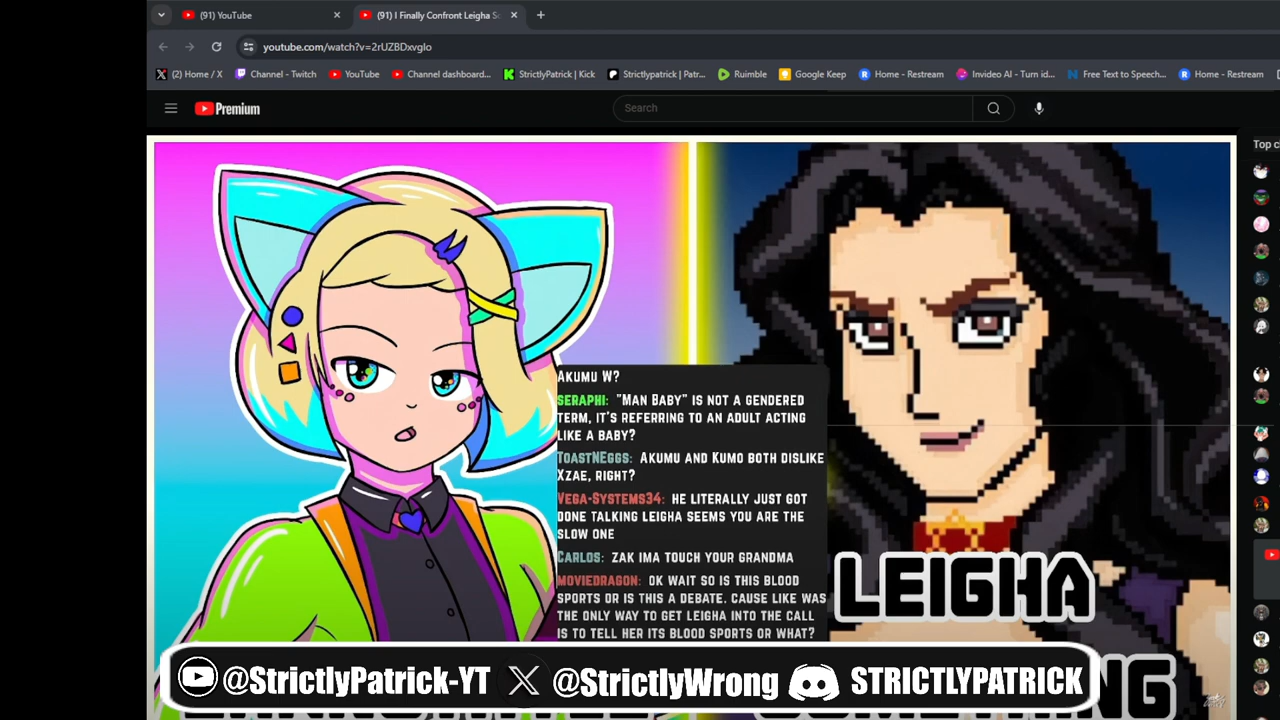 (91) YouTube
(91) I Finally Confront Leigha So
youtube.com/watch?v=2rUZBDxvglo
(2) Home / X
Channel - Twitch
YouTube
Channel dashboard...
StrictlyPatrick | Kick
Strictlypatrick | Patr...
Ruimble
Google Keep
Home - Restream
Invideo AI - Turn id...
Free Text to Speech...
Home - Restream
Premium
Search
Top c
AKUMU W?
SERAPHI: "MAN BABY" IS NOT A GENDERED
TERM, IT'S REFERRING TO AN ADULT ACTING
LIKE A BABY?
TOASTNEGGS: AKUMU AND KUMO BOTH DISLIKE
XZAE, RIGHT?
VEGA-SYSTEMS34: HE LITERALLY JUST GOT
DONE TALKING LEIGHA SEEMS YOU ARE THE
SLOW ONE
CARLOS: ZAK IMA TOUCH YOUR GRANDMA
MOVIEDRAGON: OK WAIT SO IS THIS BLOOD
SPORTS OR IS THIS A DEBATE. CAUSE LIKE WAS
THE ONLY WAY TO GET LEIGHA INTO THE CALL
IS TO TELL HER ITS BLOOD SPORTS OR WHAT?
LEIGHA
@StrictlyPatrick-YT
@StrictlyWrong
STRICTLYPATRICK